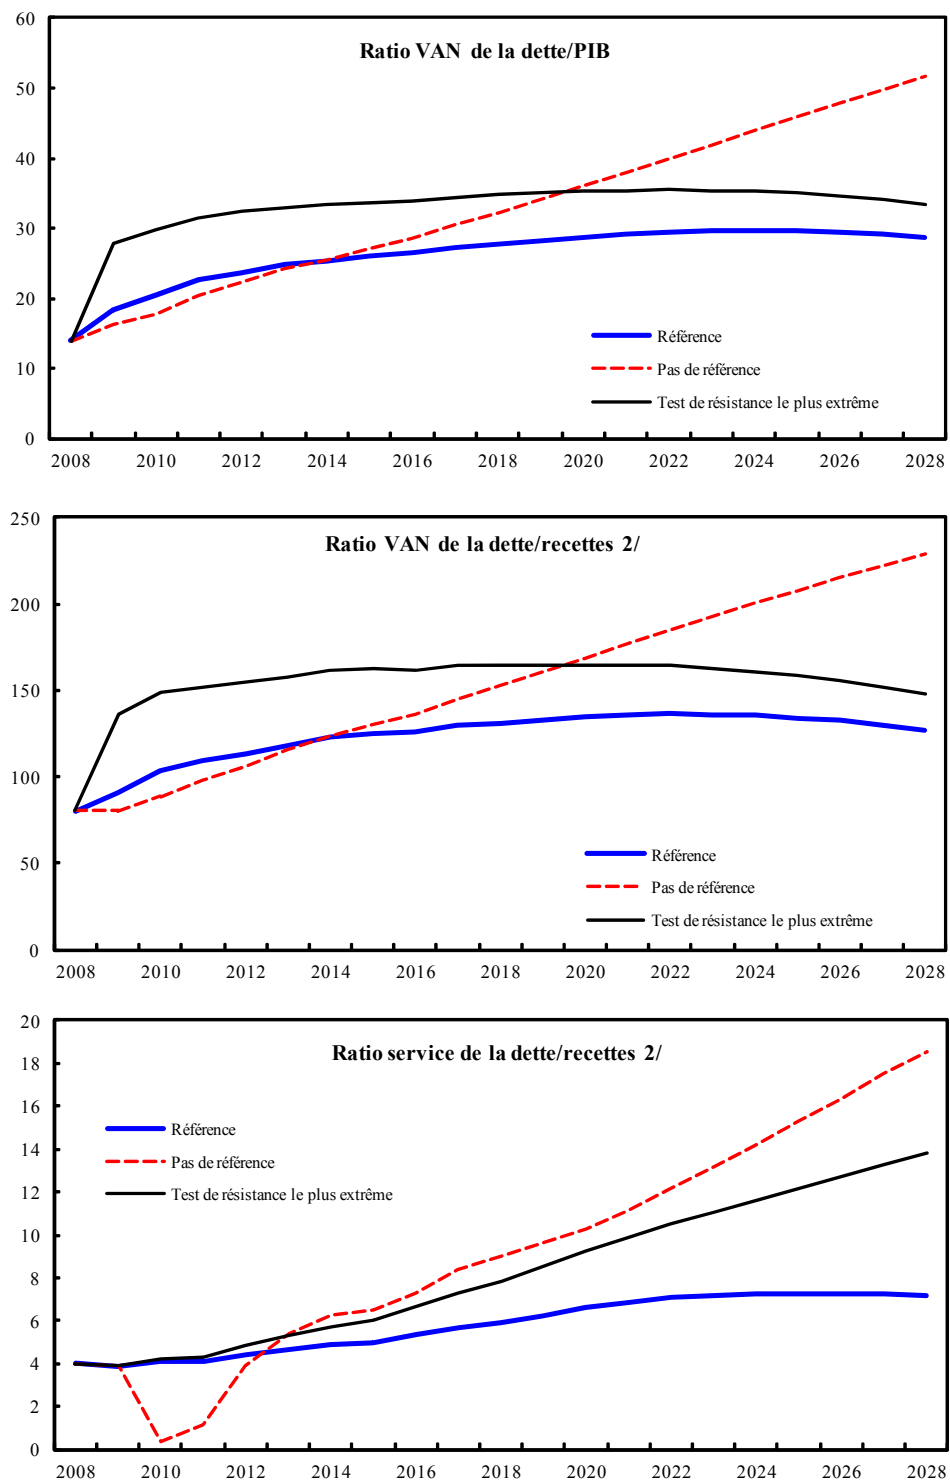 60
Ratio VAN de la dette/PIB
50
40
30
20
Référence
10
Pas de référence
Test de résistance le plus extrême
0
2008 2010 2012 2014 2016 2018 2020 2022 2024 2026 2028
250
Ratio VAN de la dette/recettes 2/
200
150
100
Référence
50
Pas de référence
Test de résistance le plus extrême
0
2008 2010 2012 2014 2016 2018 2020 2022 2024 2026 2028
20
Ratio service de la dette/recettes 2/
18
16
Référence
14
Pas de référence
Test de résistance le plus extrême
12
10
8
6
4
2
0
2008 2010 2012 2014 2016 2018 2020 2022 2024 2026 2028